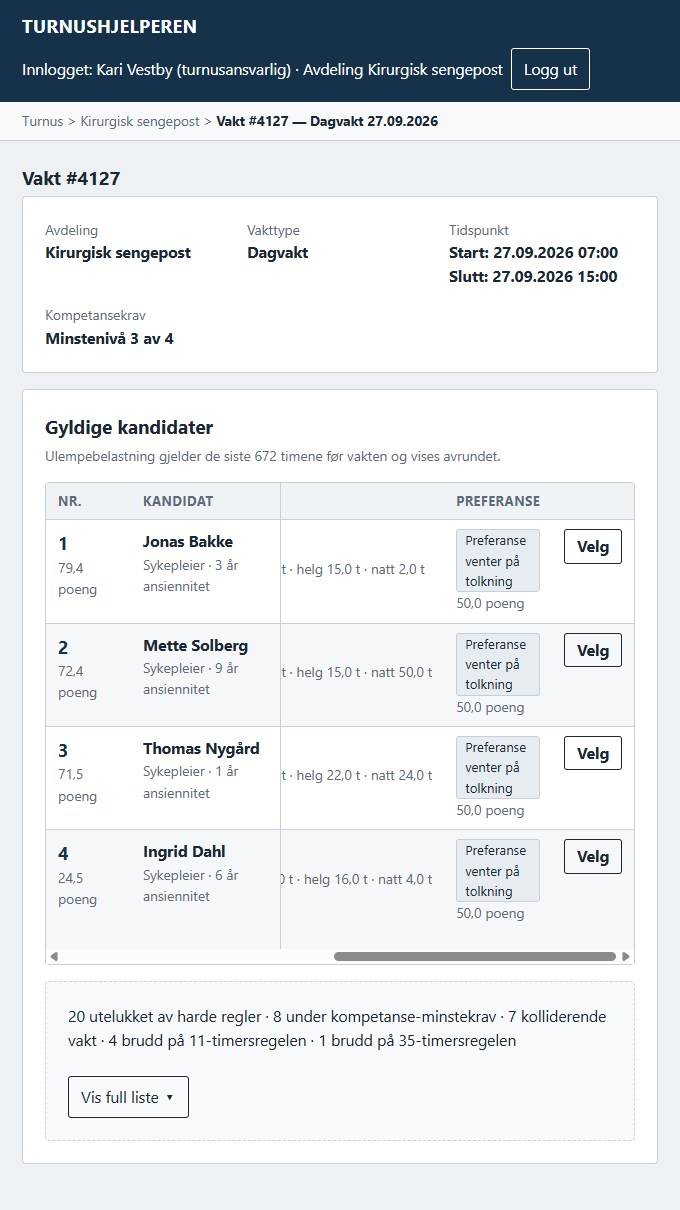 TURNUSHJELPEREN
Innlogget: Kari Vestby (turnusansvarlig) · Avdeling Kirurgisk sengepost
Logg ut
Turnus > Kirurgisk sengepost > Vakt #4127 — Dagvakt 27.09.2026
Vakt #4127
Avdeling
Kirurgisk sengepost
Vakttype
Dagvakt
Tidspunkt
Start: 27.09.2026 07:00
Slutt: 27.09.2026 15:00
Kompetansekrav
Minstenivå 3 av 4
Gyldige kandidater
Ulempebelastning gjelder de siste 672 timene før vakten og vises avrundet.
NR. KANDIDAT PREFERANSE
1
79,4
poeng
Jonas Bakke
Sykepleier · 3 år
ansiennitet
t · helg 15,0 t · natt 2,0 t
Preferanse
venter på
tolkning
50,0 poeng
Velg
2
72,4
poeng
Mette Solberg
Sykepleier · 9 år
ansiennitet
t · helg 15,0 t · natt 50,0 t
Preferanse
venter på
tolkning
50,0 poeng
Velg
3
71,5
poeng
Thomas Nygård
Sykepleier · 1 år
ansiennitet
t · helg 22,0 t · natt 24,0 t
Preferanse
venter på
tolkning
50,0 poeng
Velg
4
24,5
poeng
Ingrid Dahl
Sykepleier · 6 år
ansiennitet
t · helg 16,0 t · natt 4,0 t
Preferanse
venter på
tolkning
50,0 poeng
Velg
20 utelukket av harde regler · 8 under kompetanse-minstekrav · 7 kolliderende
vakt · 4 brudd på 11-timersregelen · 1 brudd på 35-timersregelen
Vis full liste ▾